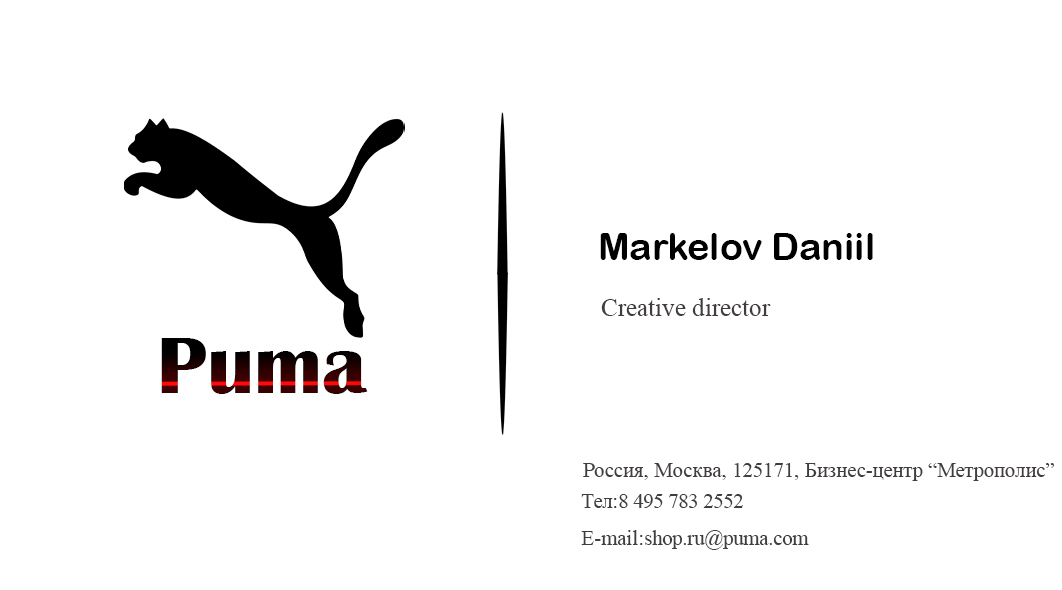 Puma
Markelov Daniil
Creative director
Россия, Москва, 125171, Бизнес-центр “Метрополис”
Тел:8 495 783 2552
E-mail:shop.ru@puma.com